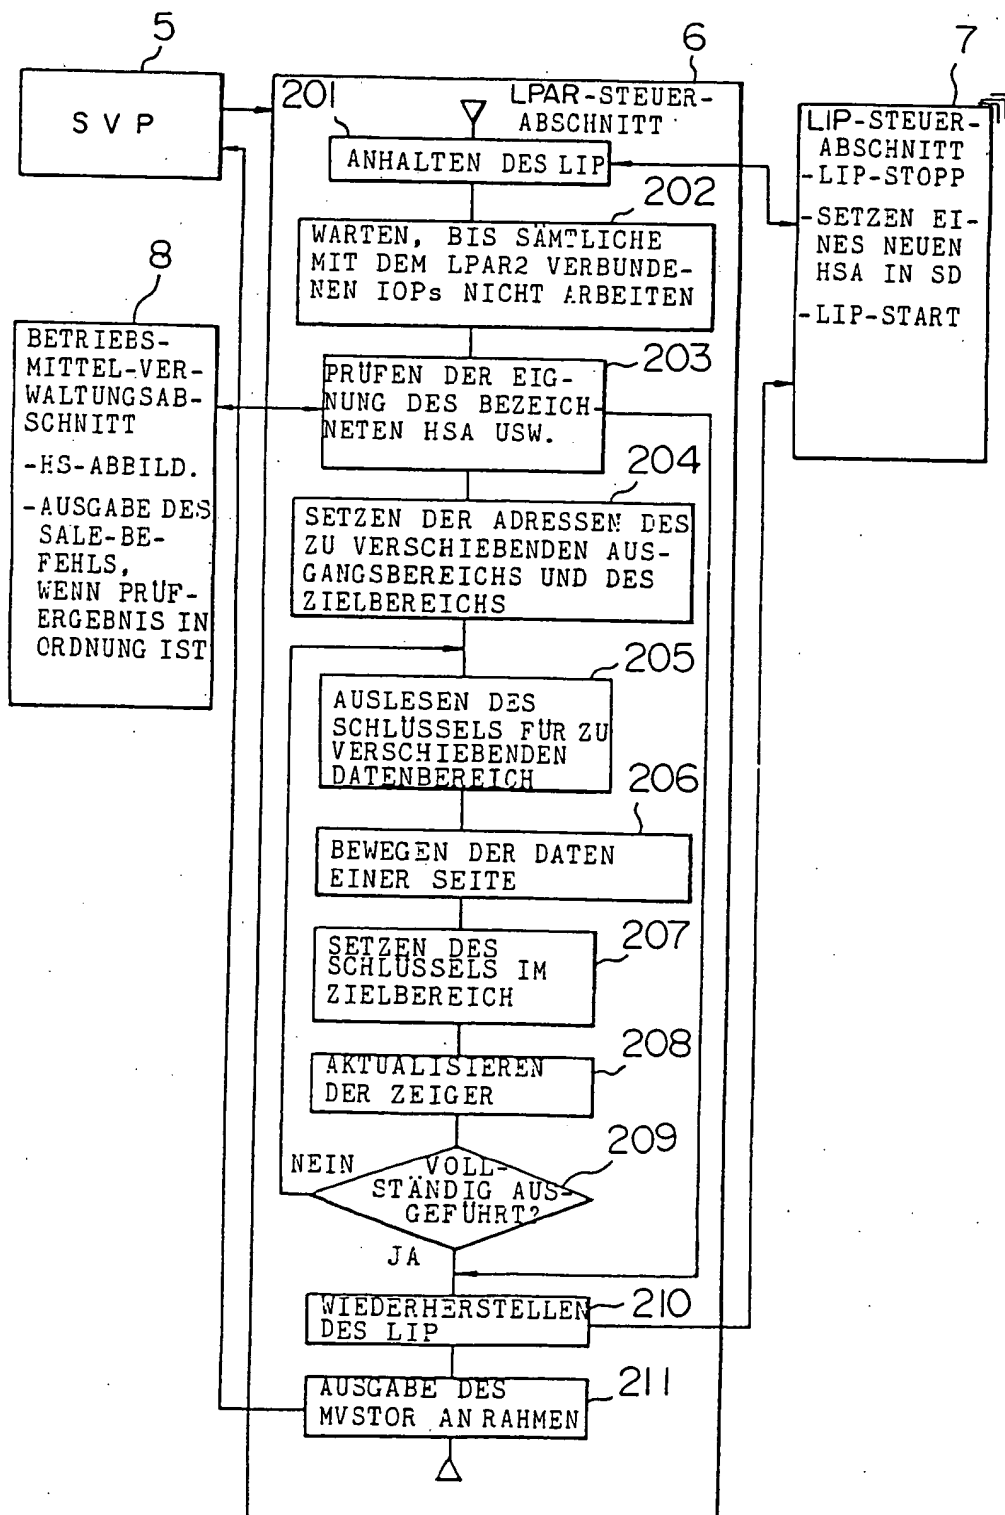 5
SVP
6
LPAR-STEUER-
ABSCHNITT
201
ANHALTEN DES LIP
202
WARTEN, BIS SÄMTLICHE
MIT DEM LPAR2 VERBUNDE-
NEN IOPs NICHT ARBEITEN
203
PRÜFEN DER EIG-
NUNG DES BEZEICH-
NETEN HSA USW.
204
SETZEN DER ADRESSEN DES
ZU VERSCHIEBENDEN AUS-
GANGSBEREICHS UND DES
ZIELBEREICHS
205
AUSLESEN DES
SCHLÜSSELS FÜR ZU
VERSCHIEBENDEN
DATENBEREICH
206
BEWEGEN DER DATEN
EINER SEITE
207
SETZEN DES
SCHLÜSSELS IM
ZIELBEREICH
208
AKTUALISIEREN
DER ZEIGER
209
VOLL-
STÄNDIG AUS-
GEFÜHRT?
NEIN
JA
210
WIEDERHERSTELLEN
DES LIP
211
AUSGABE DES
MVSTOR AN RAHMEN
7
LIP-STEUER-
ABSCHNITT
-LIP-STOPP
-SETZEN EI-
NES NEUEN
HSA IN SD
-LIP-START
8
BETRIEBS-
MITTEL-VER-
WALTUNGSAB-
SCHNITT
-HS-ABBILD.
-AUSGABE DES
SALE-BE-
FEHLS,
WENN PRÜF-
ERGEBNIS IN
ORDNUNG IST